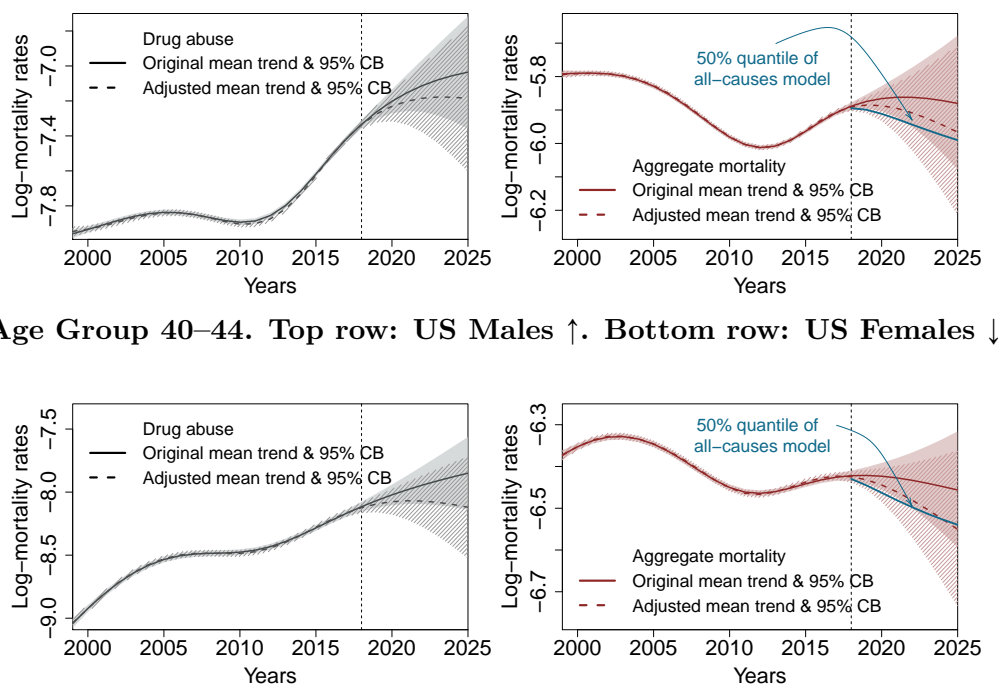 Drug abuse
Original mean trend & 95% CB
Adjusted mean trend & 95% CB
Log−mortality rates
−7.0
−7.4
−7.8
2000 2005 2010 2015 2020 2025
Years
50% quantile of
all−causes model
Aggregate mortality
Original mean trend & 95% CB
Adjusted mean trend & 95% CB
Log−mortality rates
−5.8
−6.0
−6.2
2000 2005 2010 2015 2020 2025
Years
Age Group 40–44. Top row: US Males ↑. Bottom row: US Females ↓
Drug abuse
Original mean trend & 95% CB
Adjusted mean trend & 95% CB
Log−mortality rates
−7.5
−8.0
−8.5
−9.0
2000 2005 2010 2015 2020 2025
Years
50% quantile of
all−causes model
Aggregate mortality
Original mean trend & 95% CB
Adjusted mean trend & 95% CB
Log−mortality rates
−6.3
−6.5
−6.7
2000 2005 2010 2015 2020 2025
Years